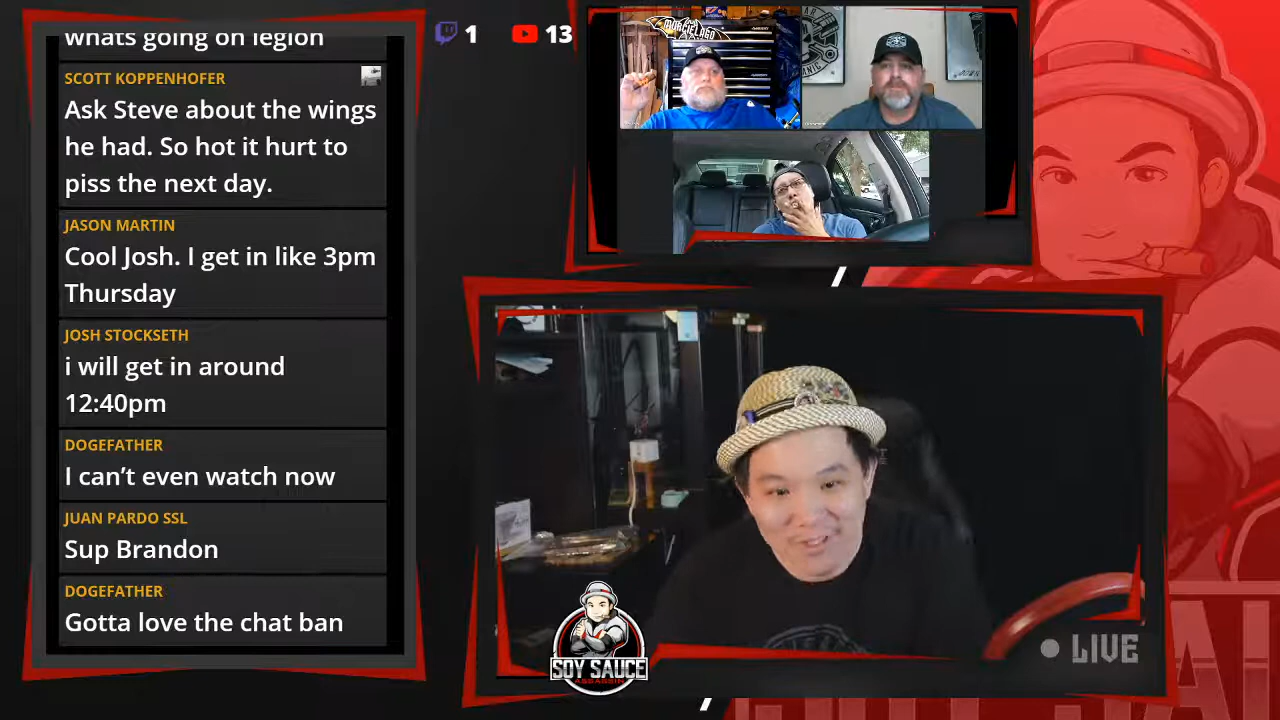 whats going on legion
SCOTT KOPPENHOFER
Ask Steve about the wings
he had. So hot it hurt to
piss the next day.
JASON MARTIN
Cool Josh. I get in like 3pm
Thursday
JOSH STOCKSETH
i will get in around
12:40pm
DOGEFATHER
I can’t even watch now
JUAN PARDO SSL
Sup Brandon
DOGEFATHER
Gotta love the chat ban
1
13
SOY SAUCE
ASSASSIN
LIVE